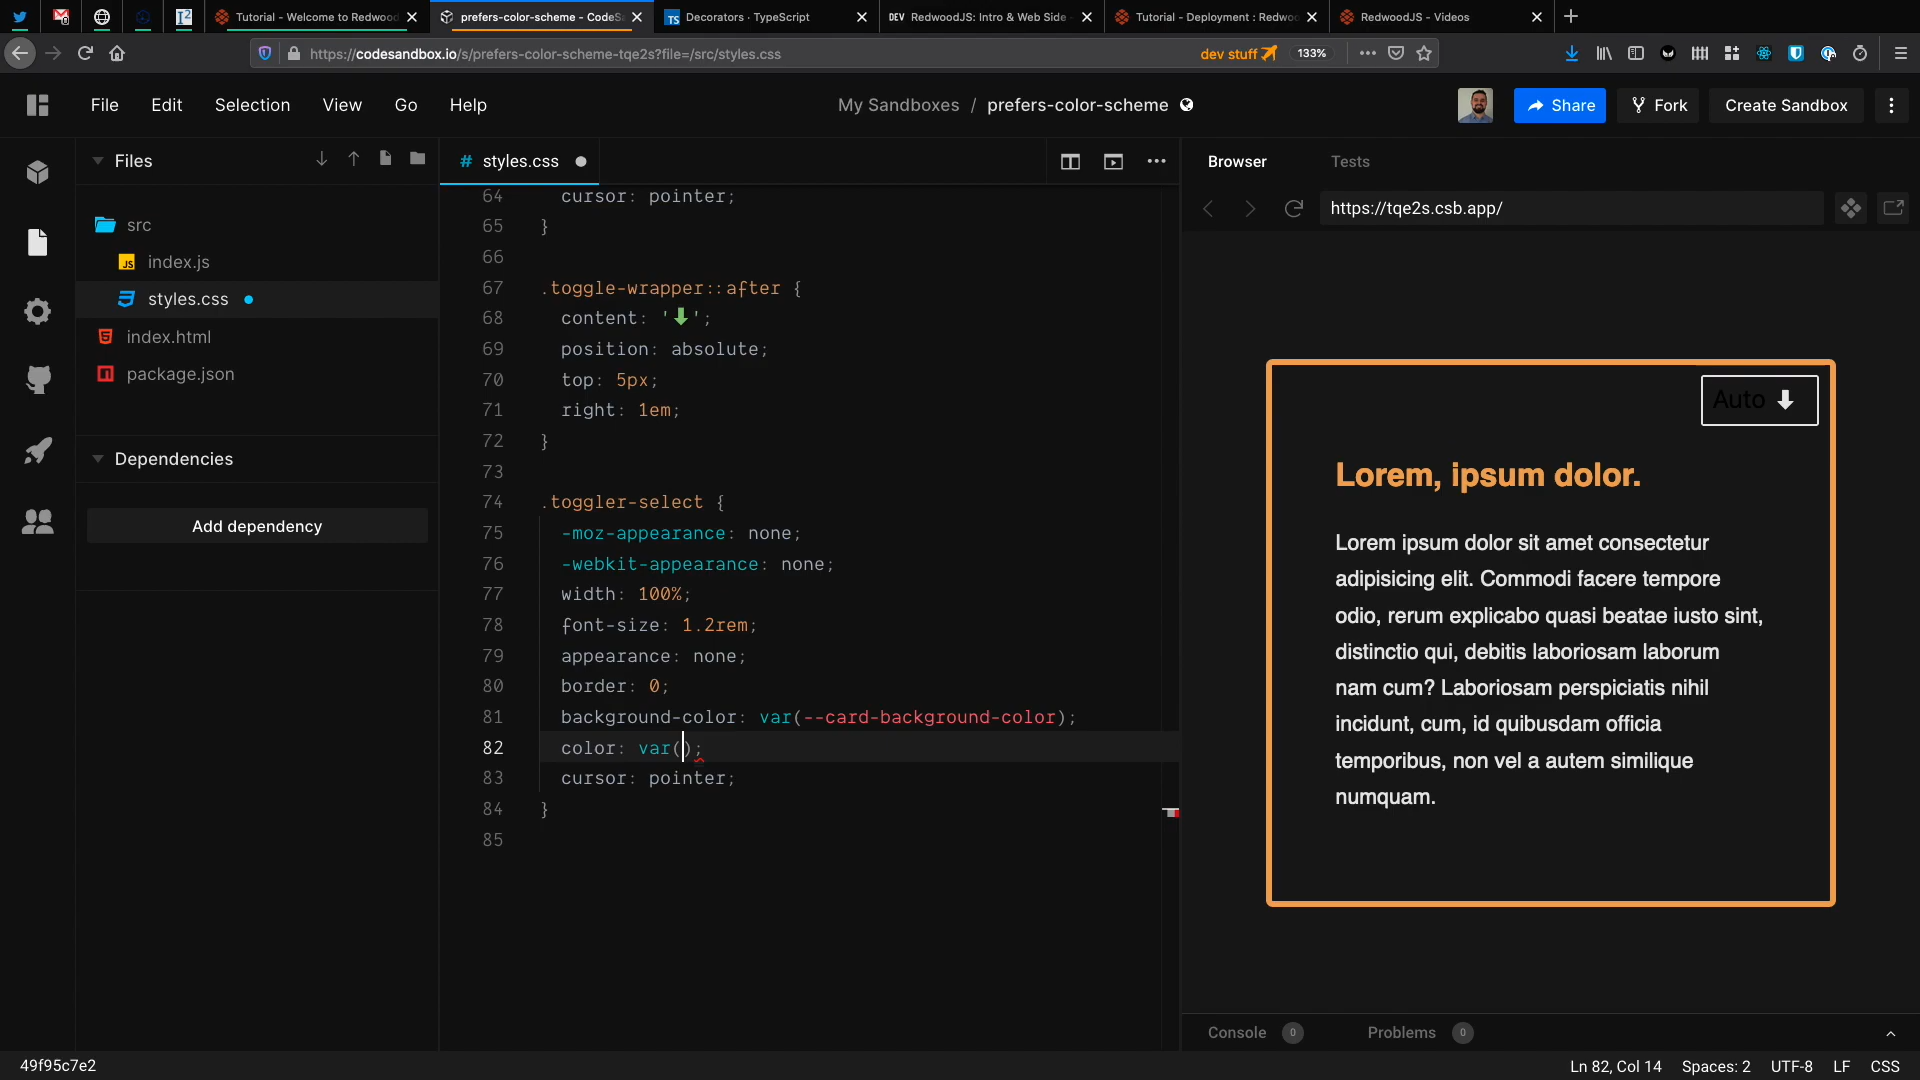 Tutorial - Welcome to Redwood
prefers-color-scheme - CodeSa
TS Decorators · TypeScript
DEV RedwoodJS: Intro & Web Side -
Tutorial - Deployment : Redwo
RedwoodJS - Videos
https://codesandbox.io/s/prefers-color-scheme-tqe2s?file=/src/styles.css
dev stuff
133%
File Edit Selection View Go Help
My Sandboxes / prefers-color-scheme
Share
Fork
Create Sandbox
Files
src
JS index.js
styles.css
index.html
package.json
Dependencies
Add dependency
# styles.css
64 cursor: pointer;
65 }
66
67 .toggle-wrapper::after {
68 content: '⬇';
69 position: absolute;
70 top: 5px;
71 right: 1em;
72 }
73
74 .toggler-select {
75 -moz-appearance: none;
76 -webkit-appearance: none;
77 width: 100%;
78 font-size: 1.2rem;
79 appearance: none;
80 border: 0;
81 background-color: var(--card-background-color);
82 color: var();
83 cursor: pointer;
84 }
85
Browser Tests
https://tqe2s.csb.app/
Auto ⬇
Lorem, ipsum dolor.
Lorem ipsum dolor sit amet consectetur
adipisicing elit. Commodi facere tempore
odio, rerum explicabo quasi beatae iusto sint,
distinctio qui, debitis laboriosam laborum
nam cum? Laboriosam perspiciatis nihil
incidunt, cum, id quibusdam officia
temporibus, non vel a autem similique
numquam.
Console 0 Problems 0
49f95c7e2
Ln 82, Col 14 Spaces: 2 UTF-8 LF CSS